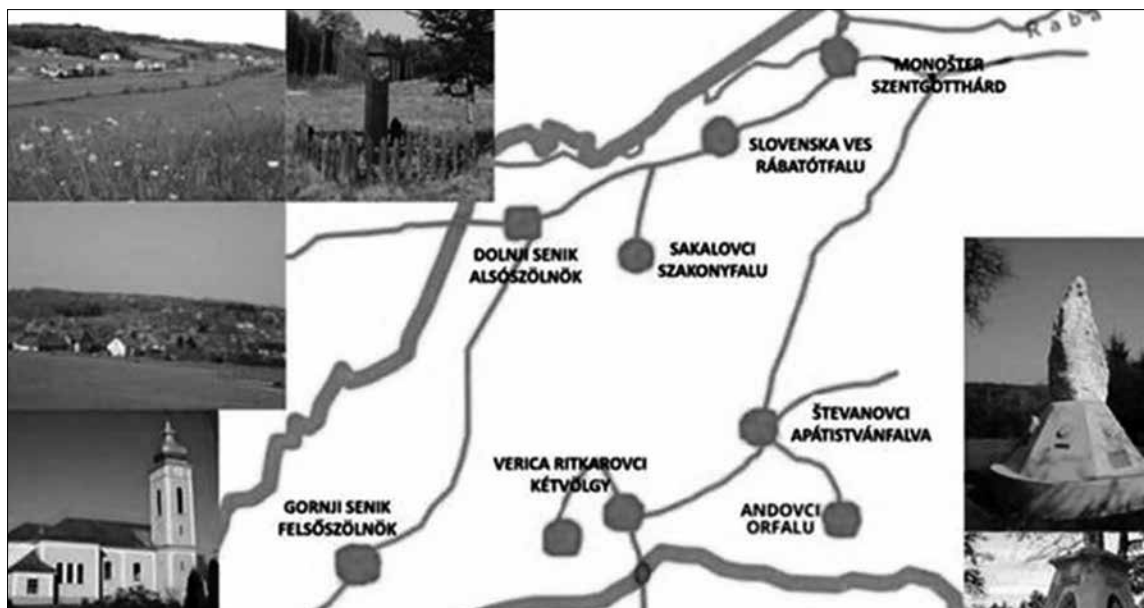 Raba
MONOŠTER
SZENTGOTTHÁRD
SLOVENSKA VES
RÁBATÓTFALU
DOLNJI SENIK
ALSÓSZÖLNÖK
SAKALOVCI
SZAKONYFALU
ŠTEVANOVCI
APÁTISTVÁNFALVA
VERICA RITKAROVCI
KÉTVÖLGY
GORNJI SENIK
FELSŐSZÖLNÖK
ANDOVCI
ORFALU